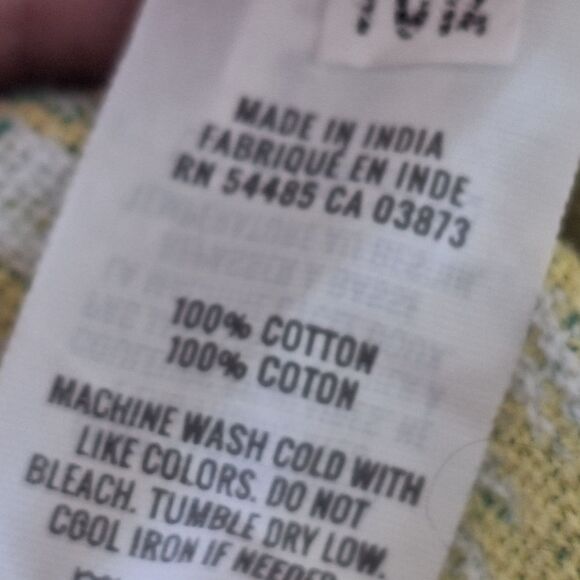 MADE IN INDIA
FABRIQUÉ EN INDE
RN 54485 CA 03873
100% COTTON
100% COTON
MACHINE WASH COLD WITH
LIKE COLORS. DO NOT
BLEACH. TUMBLE DRY LOW.
COOL IRON IF NEEDED